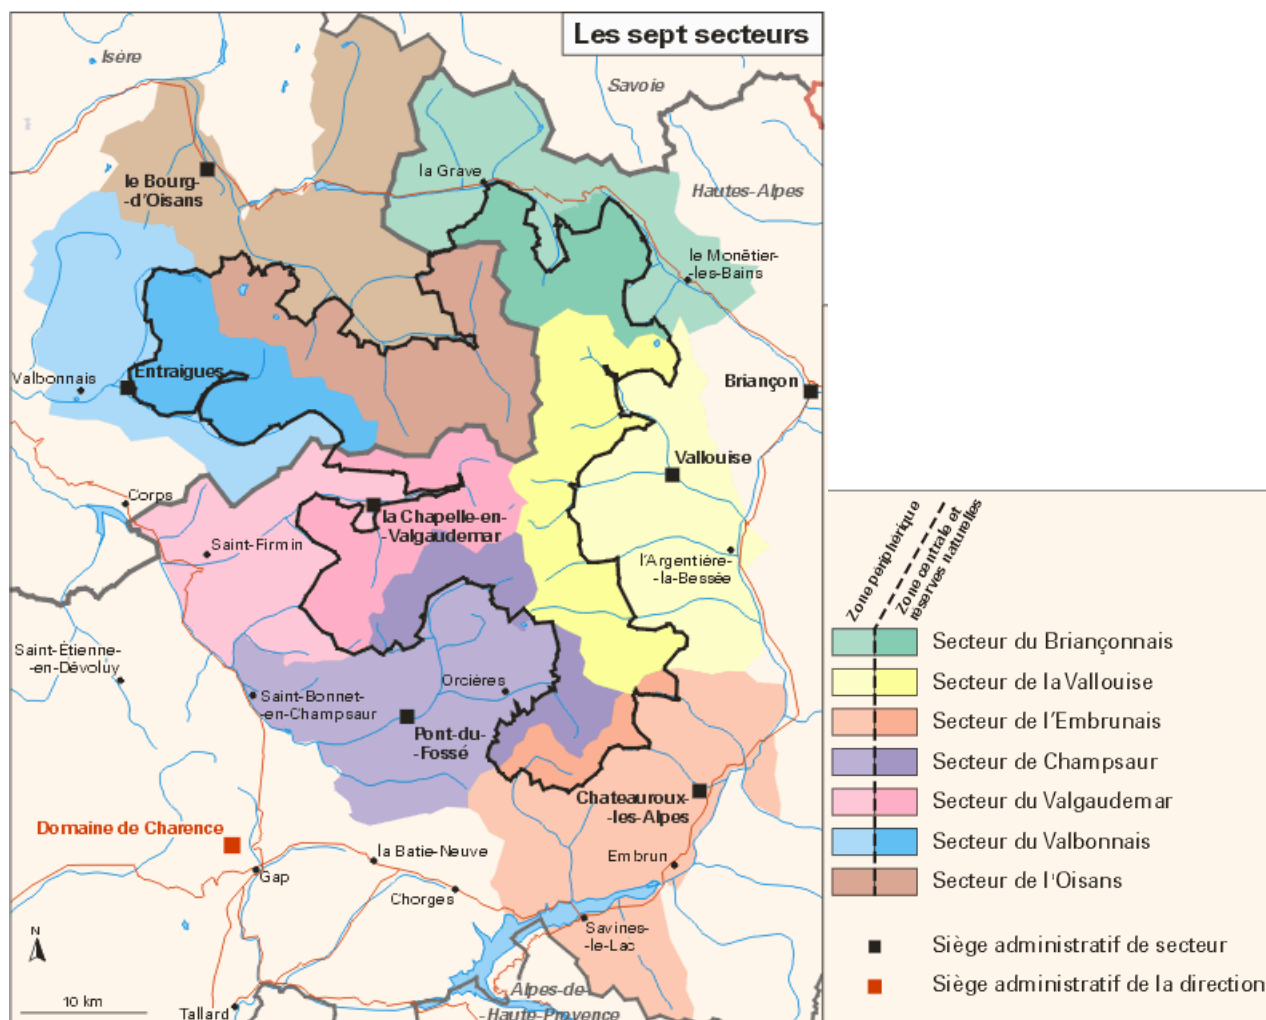 Les sept secteurs
Isère
Savoie
la Grave
Hautes-Alpes
le Bourg-
-d'Oisans
le Monêtier-
-les-Bains
Valbonnais
Entraigues
Briançon
Vallouise
Corps
la Chapelle-en-
-Valgaudemar
Saint-Firmin
l'Argentière-
-la-Bessée
Saint-Étienne-
-en-Dévoluy
Orcières
Saint-Bonnet-
-en-Champsaur
Pont-du-
-Fossé
Chateauroux-
-les-Alpes
Domaine de Charence
la Batie-Neuve
Embrun
Gap
Chorges
Savines-
-le-Lac
N
Alpes-de-
-Haute-Provence
10 km
Tallard
Zone périphérique
Zone centrale et
réserves naturelles
Secteur du Briançonnais
Secteur de la Vallouise
Secteur de l'Embrunais
Secteur de Champsaur
Secteur du Valgaudemar
Secteur du Valbonnais
Secteur de l'Oisans
Siège administratif de secteur
Siège administratif de la direction